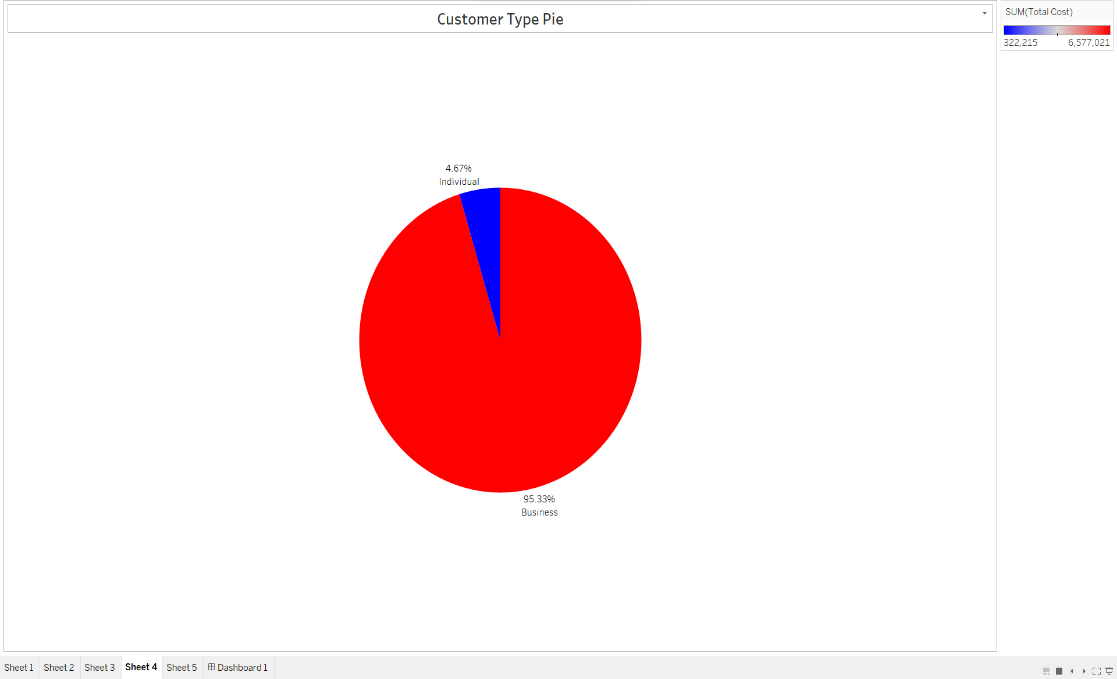 Customer Type Pie
SUM(Total Cost)
322,215 6,577,021
4.67%
Individual
95.33%
Business
Sheet 1 Sheet 2 Sheet 3 Sheet 4 Sheet 5 Dashboard 1